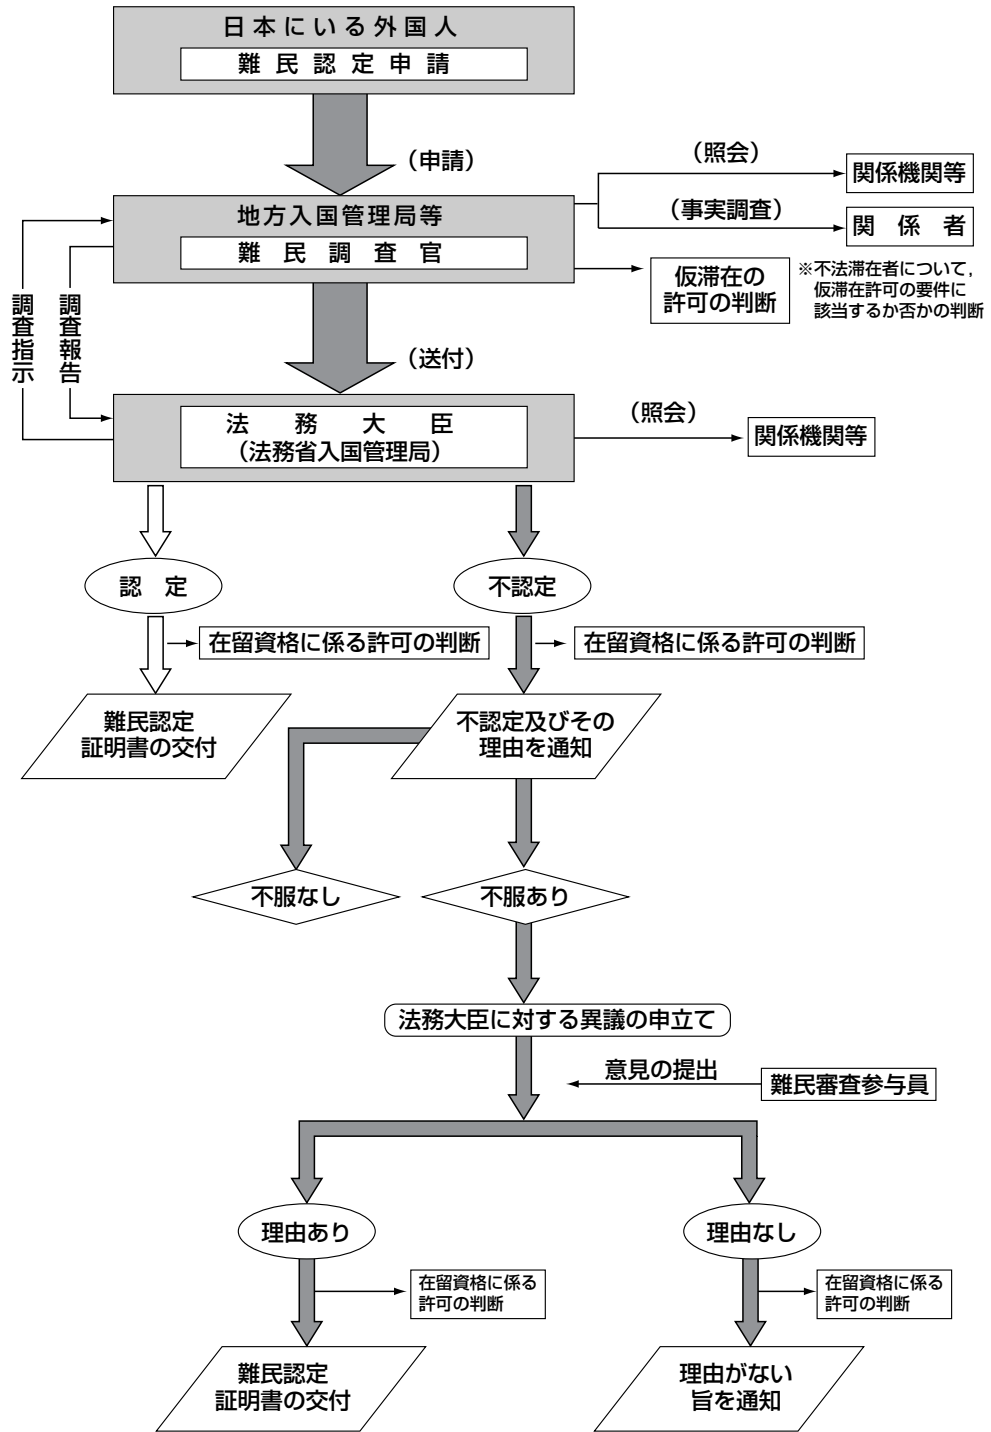 日本にいる外国人
難民認定申請
（申請）
（照会）
関係機関等
地方入国管理局等
難民調査官
（事実調査）
関係者
仮滞在の
許可の判断
※不法滞在者について，
仮滞在許可の要件に
該当するか否かの判断
調査指示
調査報告
（送付）
法務大臣
（法務省入国管理局）
（照会）
関係機関等
認定
不認定
在留資格に係る許可の判断
在留資格に係る許可の判断
難民認定
証明書の交付
不認定及びその
理由を通知
不服なし
不服あり
法務大臣に対する異議の申立て
意見の提出
難民審査参与員
理由あり
理由なし
在留資格に係る
許可の判断
在留資格に係る
許可の判断
難民認定
証明書の交付
理由がない
旨を通知